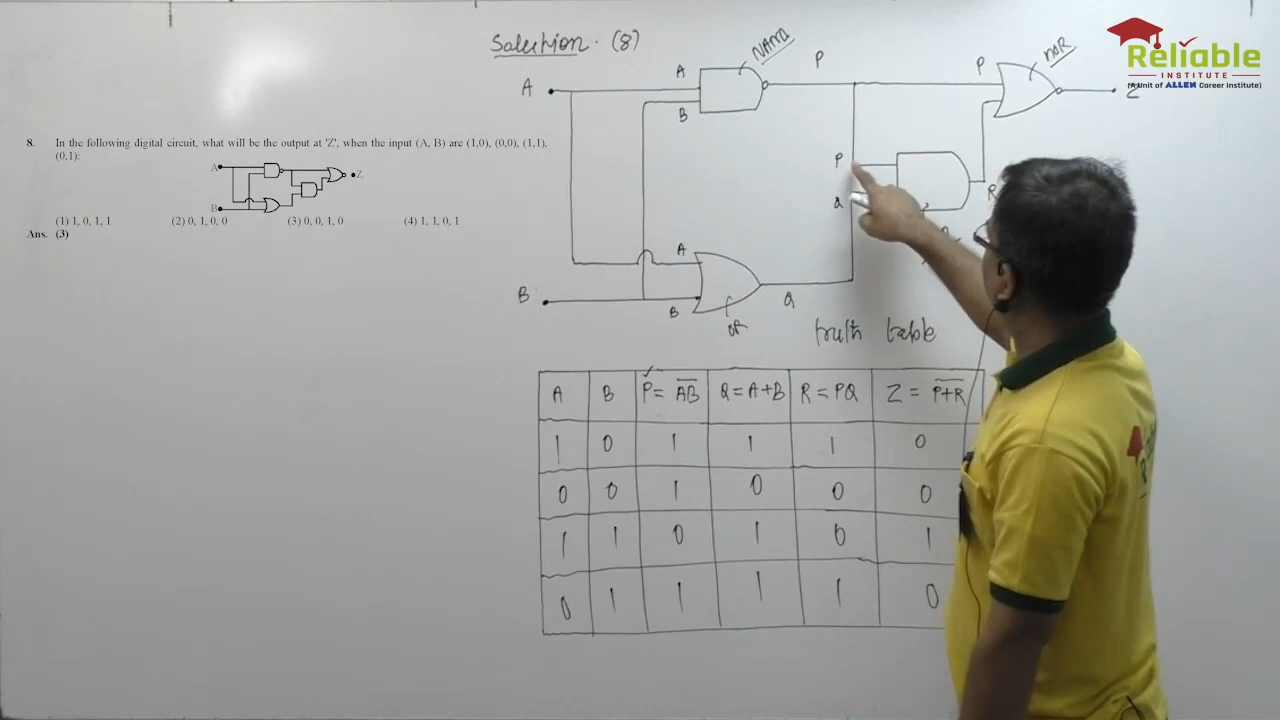 Reliable
INSTITUTE
(A Unit of ALLEN Career Institute)
Solution . (8)
8. In the following digital circuit, what will be the output at 'Z', when the input (A, B) are (1,0), (0,0), (1,1),
(0,1):
A
Z
B
(1) 1, 0, 1, 1 (2) 0, 1, 0, 0 (3) 0, 0, 1, 0 (4) 1, 1, 0, 1
Ans. (3)
NAND
NOR
A A P P Z
B
P
Q R
A
B B Q
OR
truth table
A B P = \overline{AB} Q = A+B R = PQ Z = \overline{P+R}
1 0 1 1 1 0
0 0 1 0 0 0
1 1 0 1 0 1
0 1 1 1 1 0